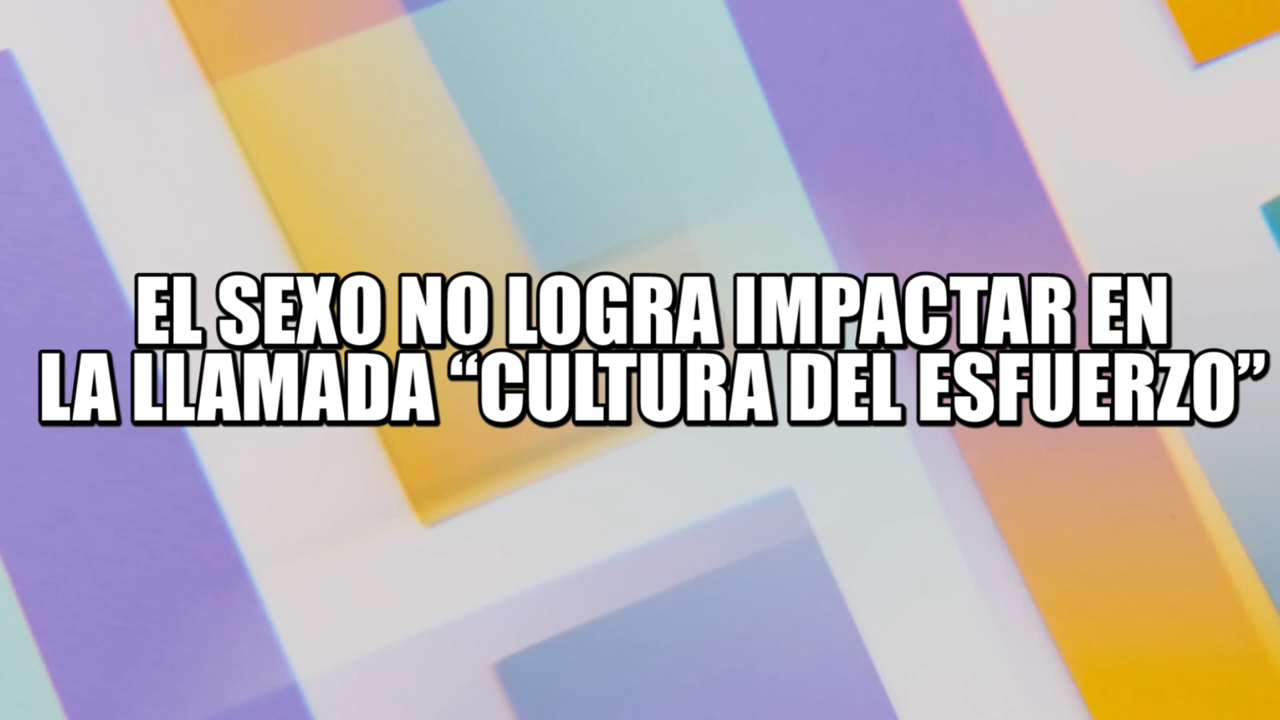 EL SEXO NO LOGRA IMPACTAR EN
LA LLAMADA “CULTURA DEL ESFUERZO”